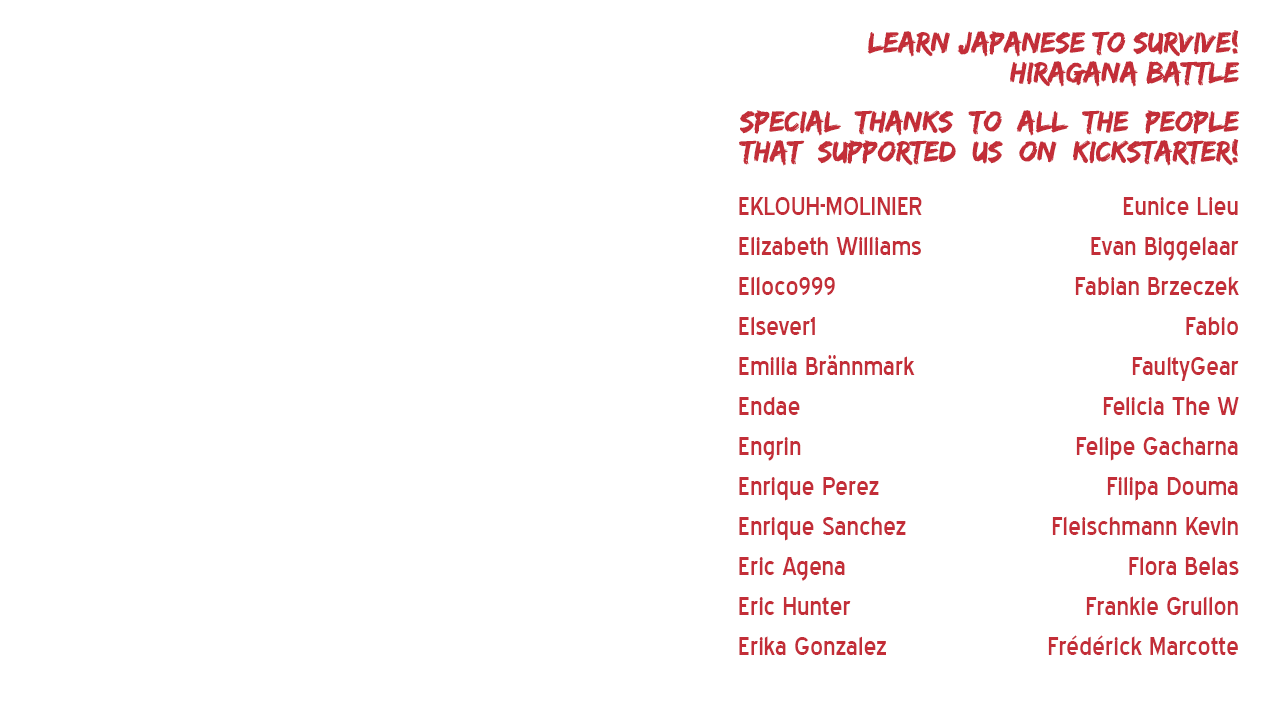 LEARN JAPANESE TO SURVIVE!
HIRAGANA BATTLE
SPECIAL THANKS TO ALL THE PEOPLE
THAT SUPPORTED US ON KICKSTARTER!
EKLOUH-MOLINIER
Elizabeth Williams
Elloco999
Elsever1
Emilia Brännmark
Endae
Engrin
Enrique Perez
Enrique Sanchez
Eric Agena
Eric Hunter
Erika Gonzalez
Eunice Lieu
Evan Biggelaar
Fabian Brzeczek
Fabio
FaultyGear
Felicia The W
Felipe Gacharna
Filipa Douma
Fleischmann Kevin
Flora Belas
Frankie Grullon
Frédérick Marcotte